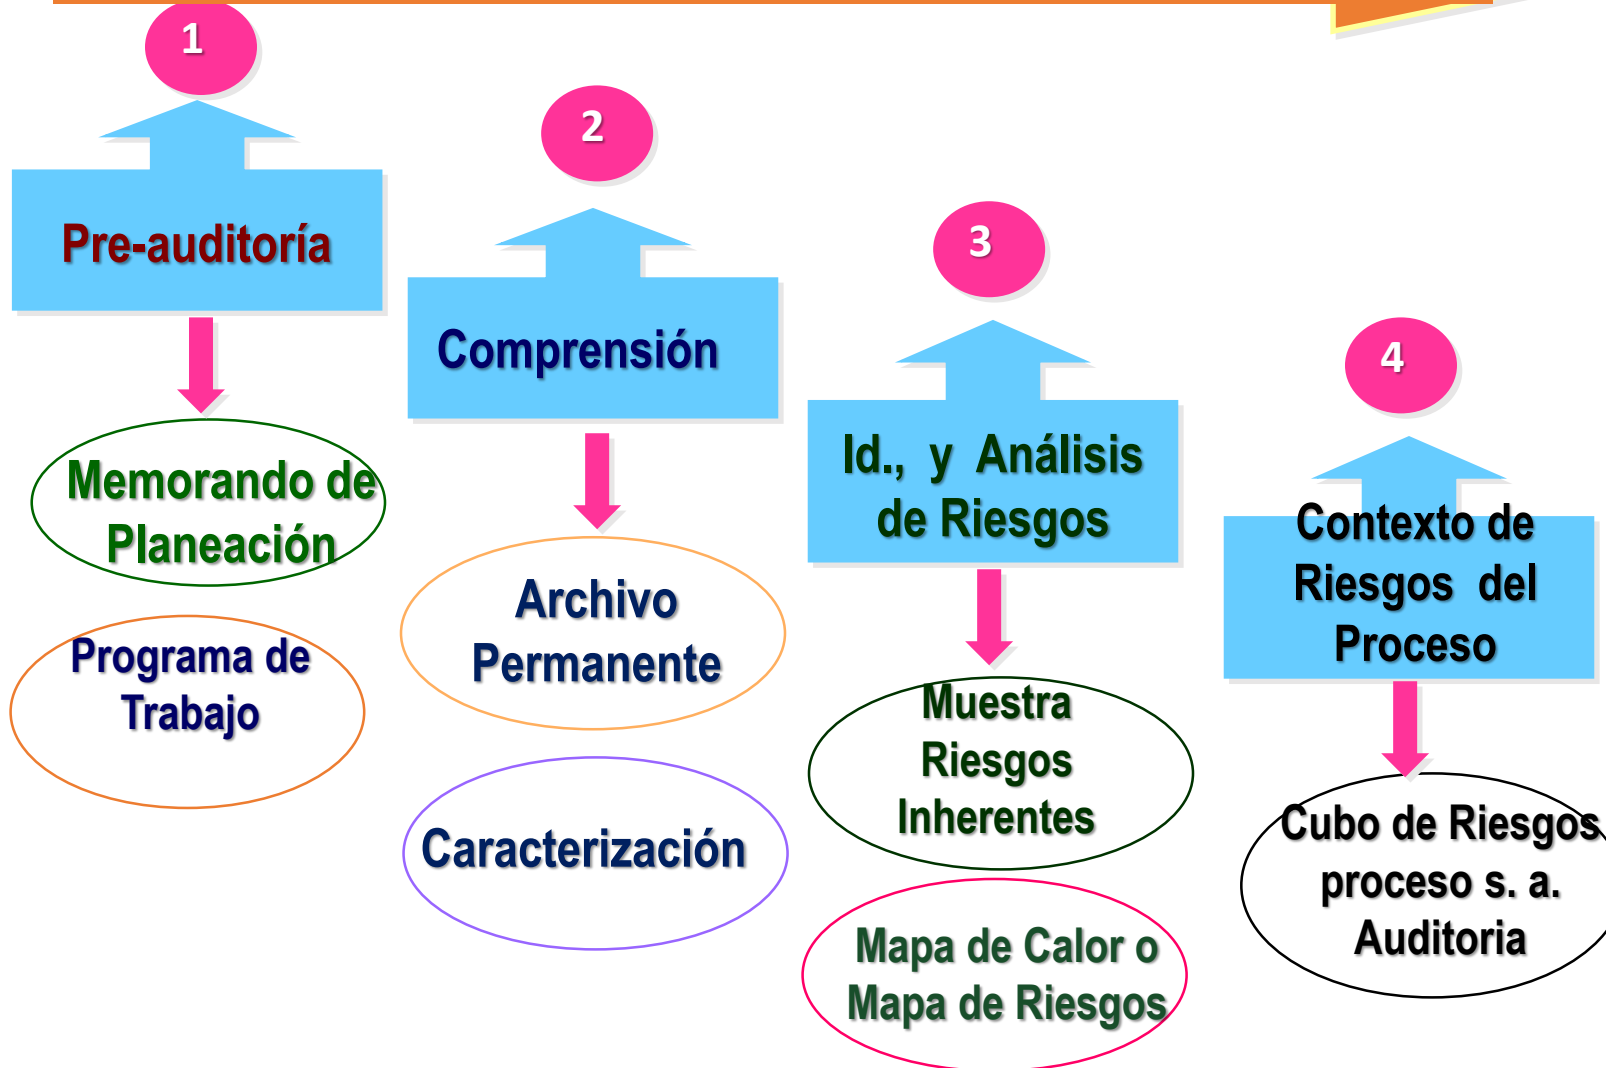 1
Pre-auditoría
Memorando de
Planeación
Programa de
Trabajo
2
Comprensión
Archivo
Permanente
Caracterización
3
Id., y Análisis
de Riesgos
Muestra
Riesgos
Inherentes
Mapa de Calor o
Mapa de Riesgos
4
Contexto de
Riesgos del
Proceso
Cubo de Riesgos
proceso s. a.
Auditoria